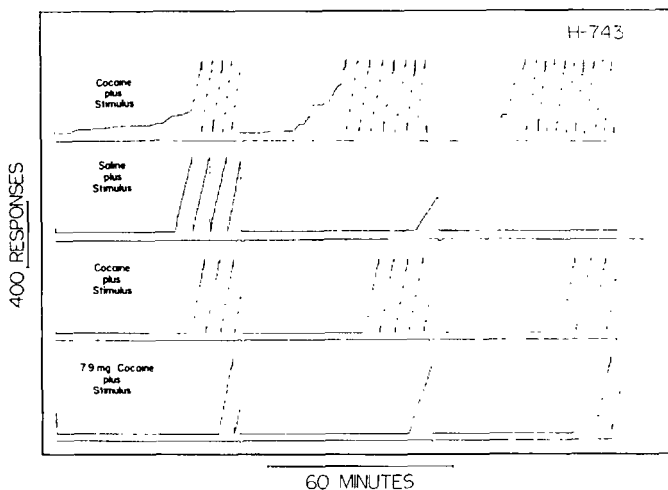 H-743
Cocaine
plus
Stimulus
Saline
plus
Stimulus
Cocaine
plus
Stimulus
7.9 mg Cocaine
plus
Stimulus
400 RESPONSES
60 MINUTES